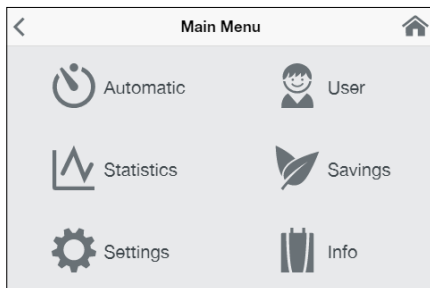 Main Menu
Automatic
User
Statistics
Savings
Settings
Info